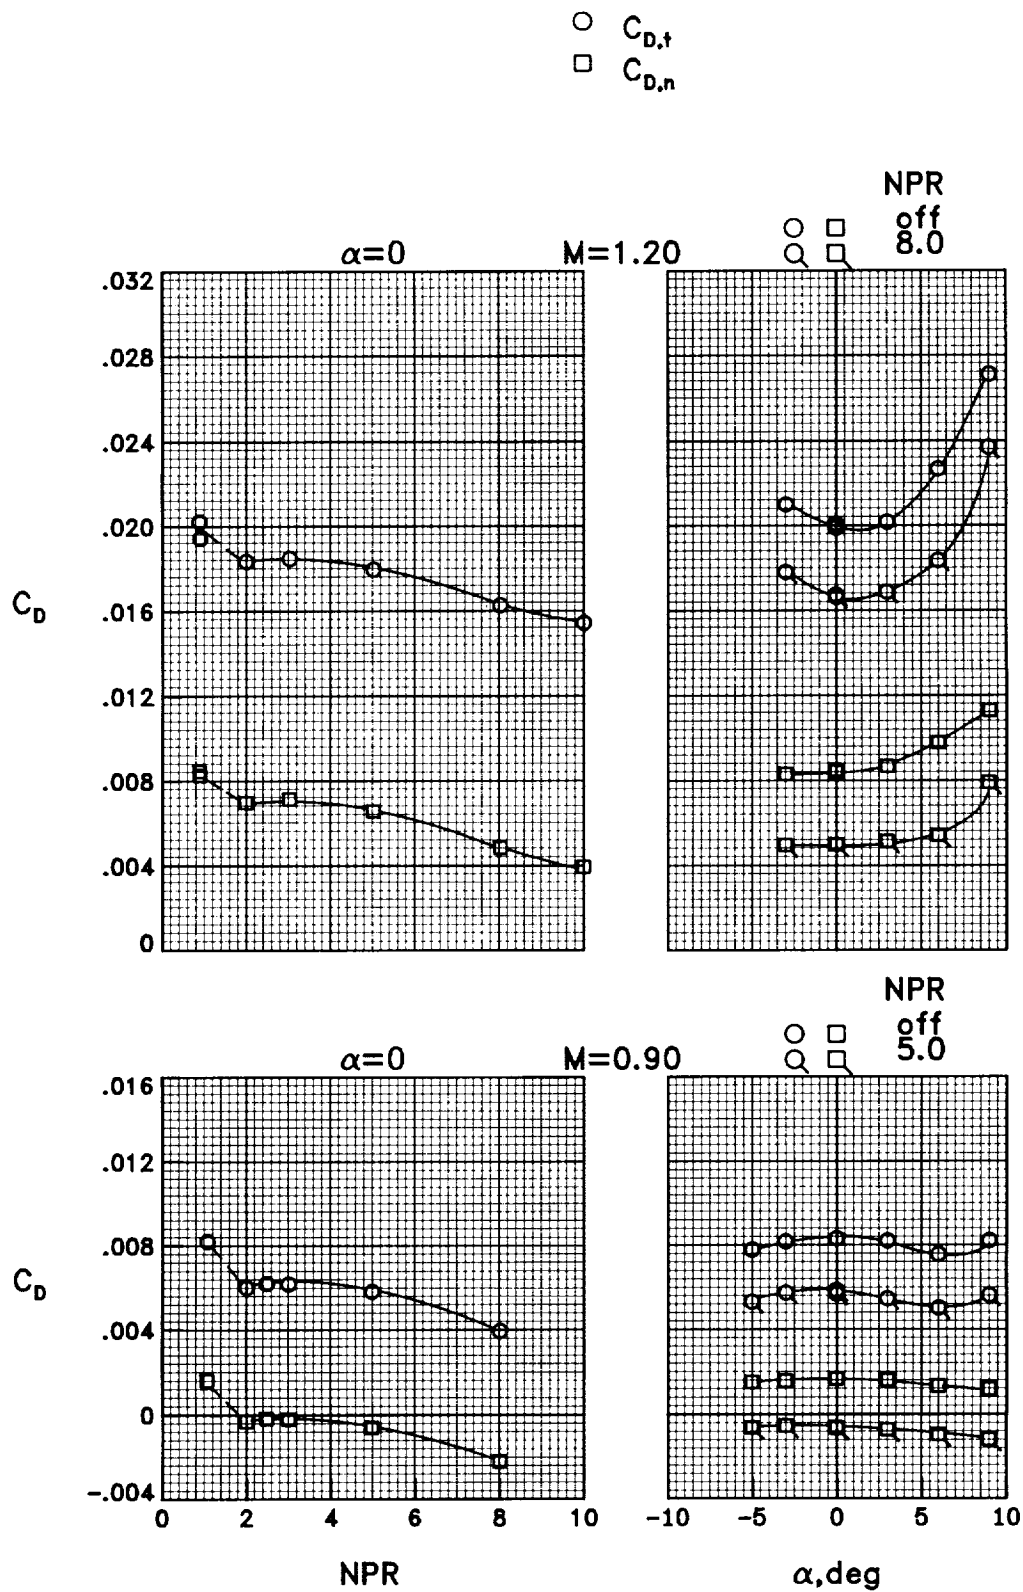 C_D,t
C_D,n
NPR
off
α=0 M=1.20 8.0
.032
.028
.024
.020
C_D
.016
.012
.008
.004
0
NPR
off
α=0 M=0.90 5.0
.016
.012
.008
C_D
.004
0
-.004
0 2 4 6 8 10 -10 -5 0 5 10
NPR α,deg